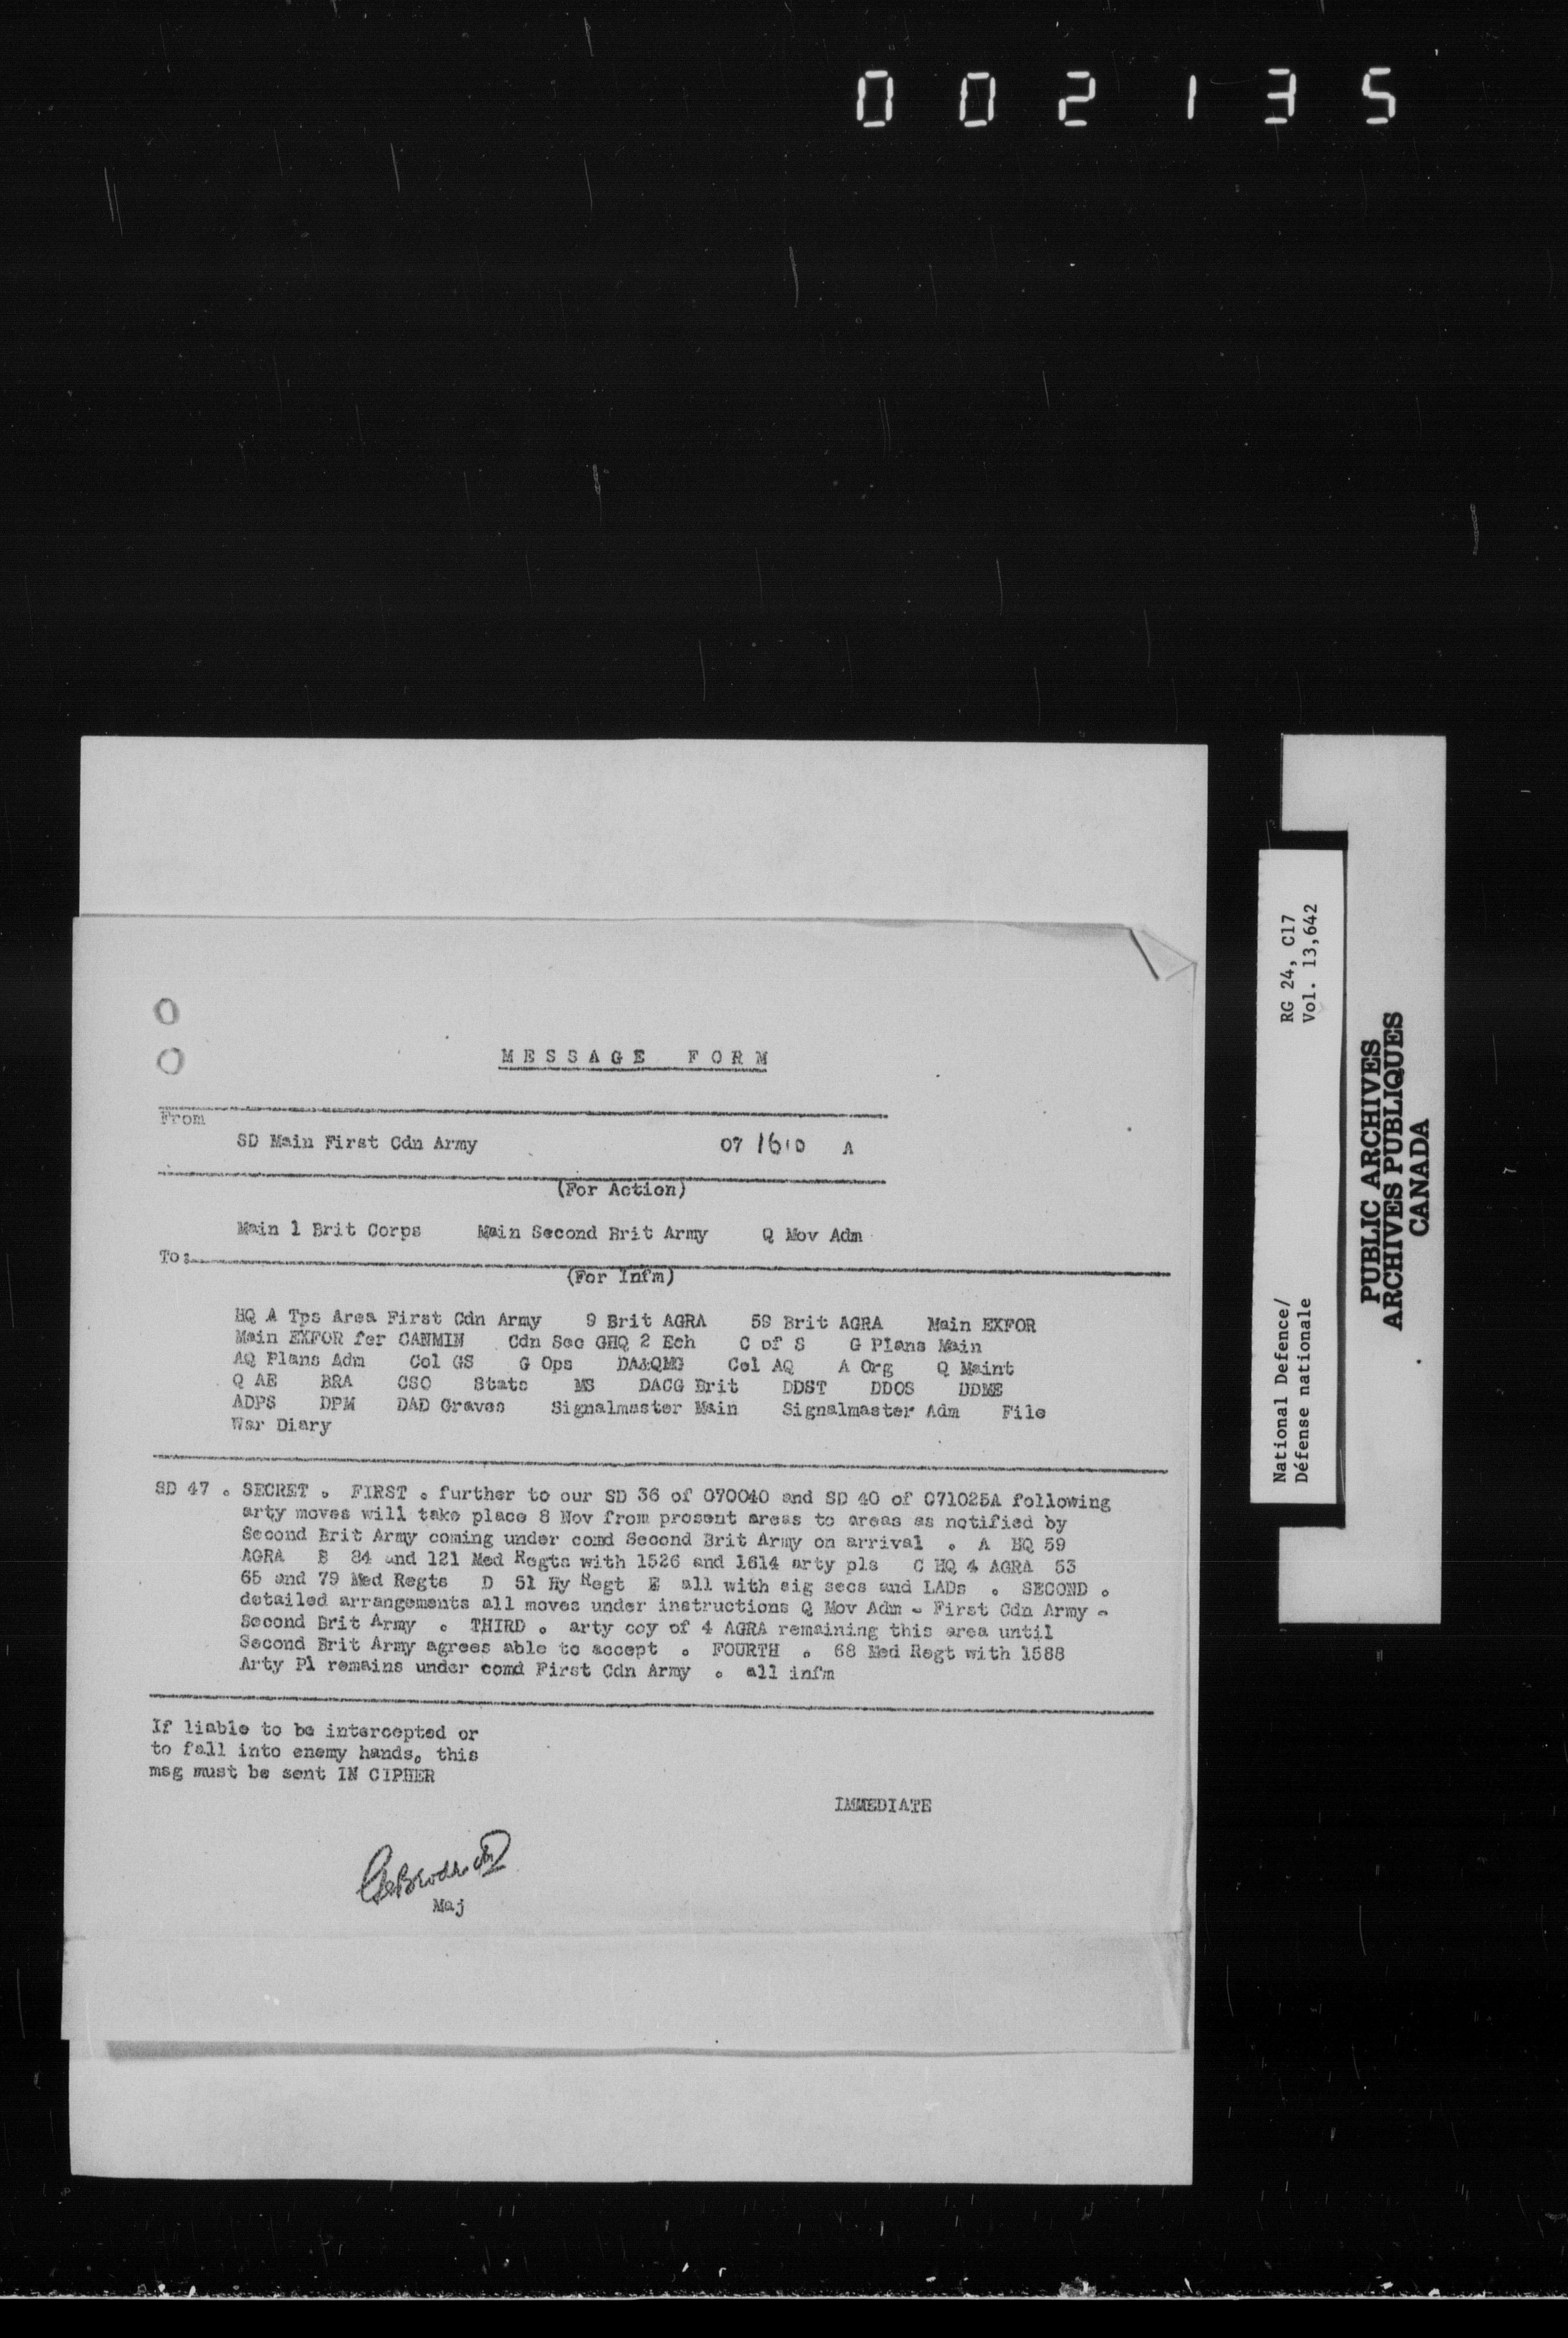 002135
MESSAGE FORM
From
SD Main First Cdn Army 07 1610 A
(For Action)
Main 1 Brit Corps Main Second Brit Army Q Mov Adm
To:
(For Infm)
HQ A Tps Area First Cdn Army 9 Brit AGRA 59 Brit AGRA Main EXFOR
Main EXFOR fer CANMIN Cdn Sec GHQ 2 Ech C of S G Plans Main
AQ Plans Adm Col GS G Ops DA&QMG Col AQ A Org Q Maint
Q AE BRA CSO Stats MS DACG Brit DDST DDOS DDME
ADPS DPM DAD Graves Signalmaster Main Signalmaster Adm File
War Diary
SD 47 . SECRET . FIRST . further to our SD 36 of 070040 and SD 40 of 071025A following
arty moves will take place 8 Nov from present areas to areas as notified by
Second Brit Army coming under comd Second Brit Army on arrival . A HQ 59
AGRA B 84 and 121 Med Regts with 1526 and 1614 arty pls C HQ 4 AGRA 53
65 and 79 Med Regts D 51 Hy Regt E all with sig secs and LADs . SECOND .
detailed arrangements all moves under instructions Q Mov Adm - First Cdn Army -
Second Brit Army . THIRD . arty coy of 4 AGRA remaining this area until
Second Brit Army agrees able to accept . FOURTH . 68 Med Regt with 1588
Arty Pl remains under comd First Cdn Army . all infm
If liable to be intercepted or
to fall into enemy hands, this
msg must be sent IN CIPHER
IMMEDIATE
Maj
RG 24, C17
Vol. 13,642
National Defence/
Défense nationale
PUBLIC ARCHIVES
ARCHIVES PUBLIQUES
CANADA